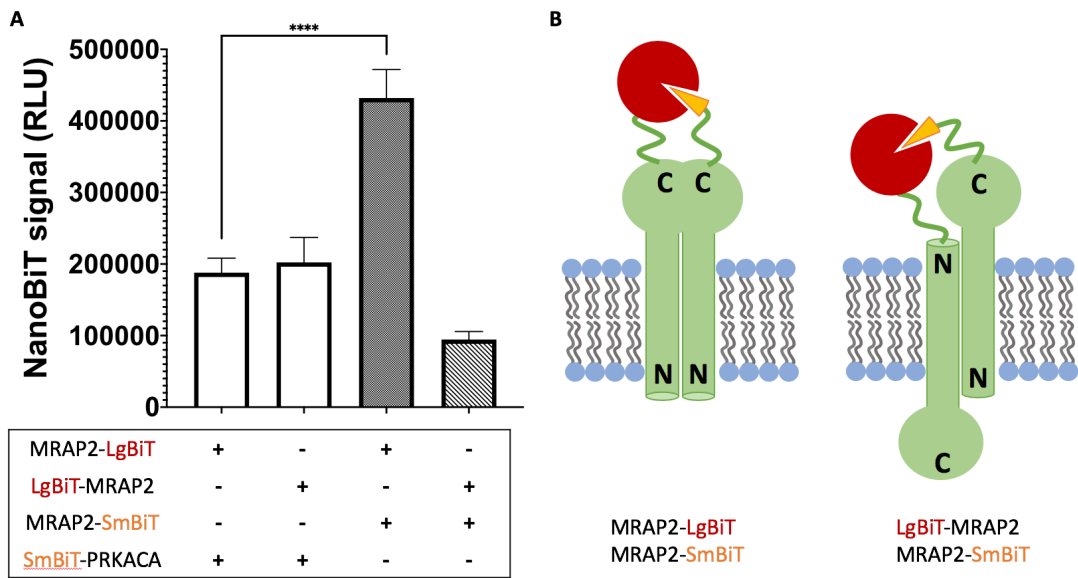 A
B
****
NanoBiT signal (RLU)
500000
400000
300000
200000
100000
0
MRAP2-LgBiT + - + -
LgBiT-MRAP2 - + - +
MRAP2-SmBiT - - + +
SmBiT-PRKACA + + - -
C C
N N
C
N
N
C
MRAP2-LgBiT
MRAP2-SmBiT
LgBiT-MRAP2
MRAP2-SmBiT